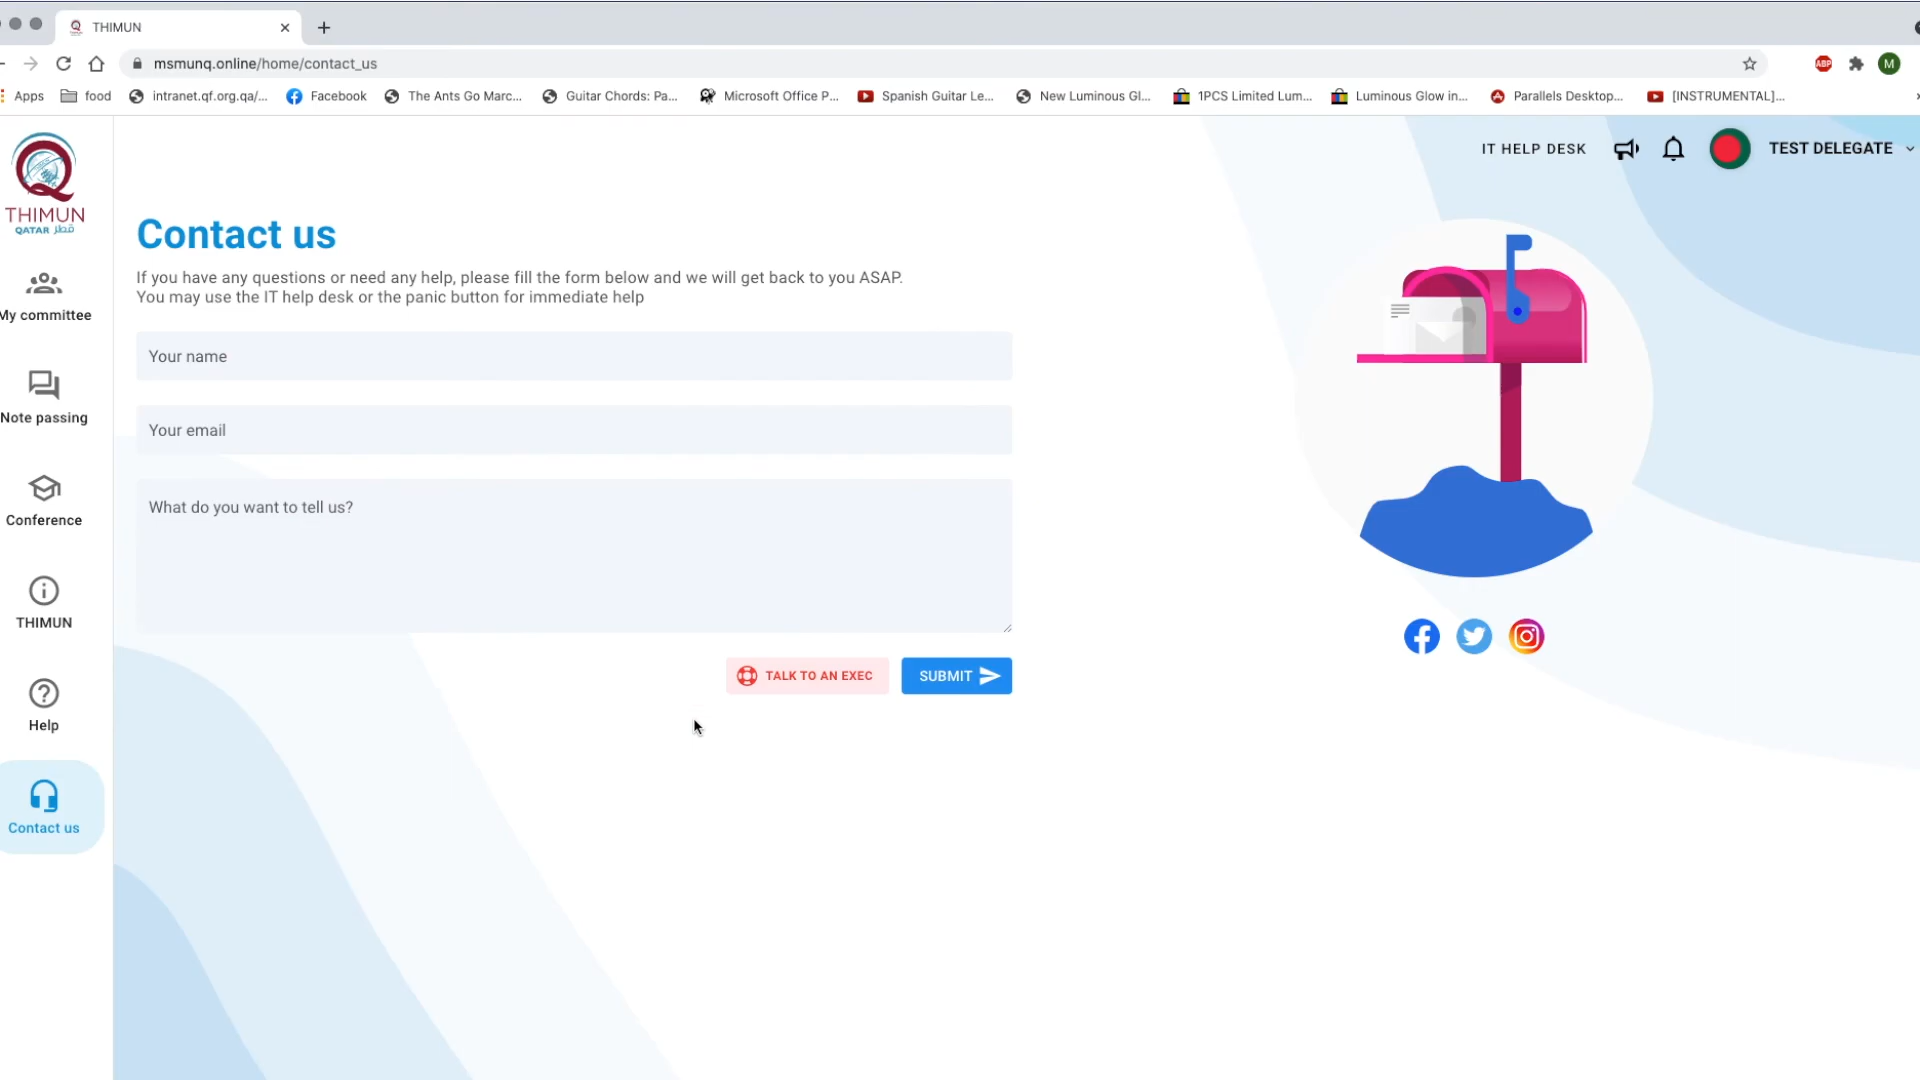 THIMUN
msmunq.online/home/contact_us
ABP
M
Apps
food
intranet.qf.org.qa/...
Facebook
The Ants Go Marc...
Guitar Chords: Pa...
Microsoft Office P...
Spanish Guitar Le...
New Luminous Gl...
1PCS Limited Lum...
Luminous Glow in...
Parallels Desktop...
[INSTRUMENTAL]...
THIMUN
QATAR قطر
IT HELP DESK
TEST DELEGATE
My committee
Note passing
Conference
THIMUN
Help
Contact us
Contact us
If you have any questions or need any help, please fill the form below and we will get back to you ASAP.
You may use the IT help desk or the panic button for immediate help
Your name
Your email
What do you want to tell us?
TALK TO AN EXEC
SUBMIT